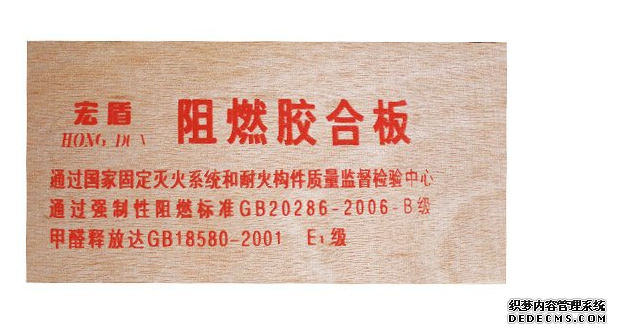 宏盾 阻燃胶合板
HONG DUN
通过国家固定灭火系统和耐火构件质量监督检验中心
通过强制性阻燃标准GB20286-2006-B级
甲醛释放达GB18580-2001 E1级
织梦内容管理系统
DEDECMS.COM